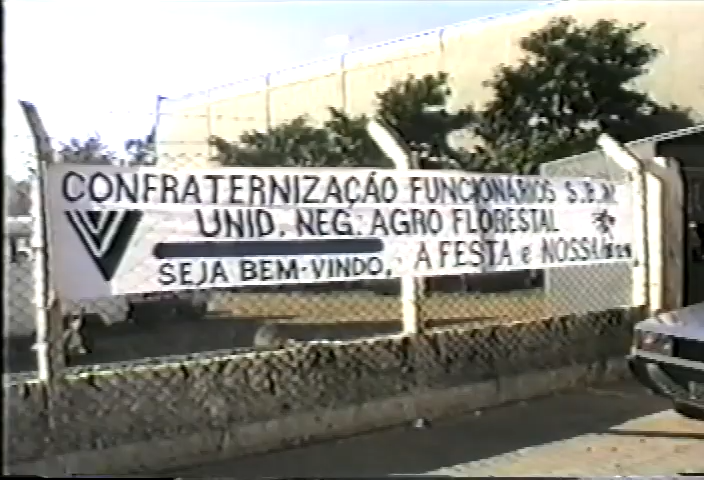 CONFRATERNIZAÇÃO FUNCIONÁRIOS S.B.M
UNID. NEG. AGRO FLORESTAL
SEJA BEM-VINDO, A FESTA é NOSSA